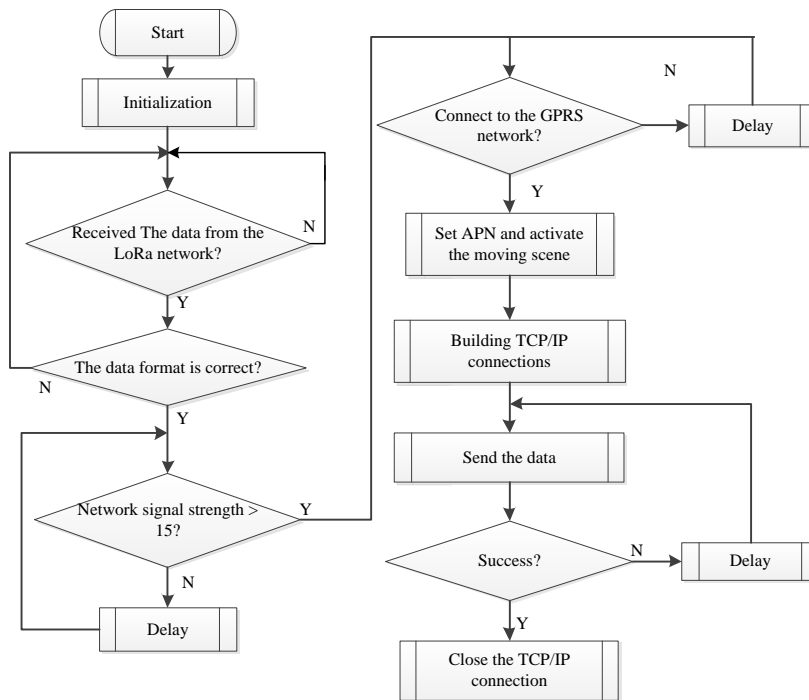 Start
Initialization
Received The data from the
LoRa network?
N
Y
The data format is correct?
N
Y
Network signal strength >
15?
Y
N
Delay
Connect to the GPRS
network?
N
Delay
Y
Set APN and activate
the moving scene
Building TCP/IP
connections
Send the data
Success?
N
Delay
Y
Close the TCP/IP
connection